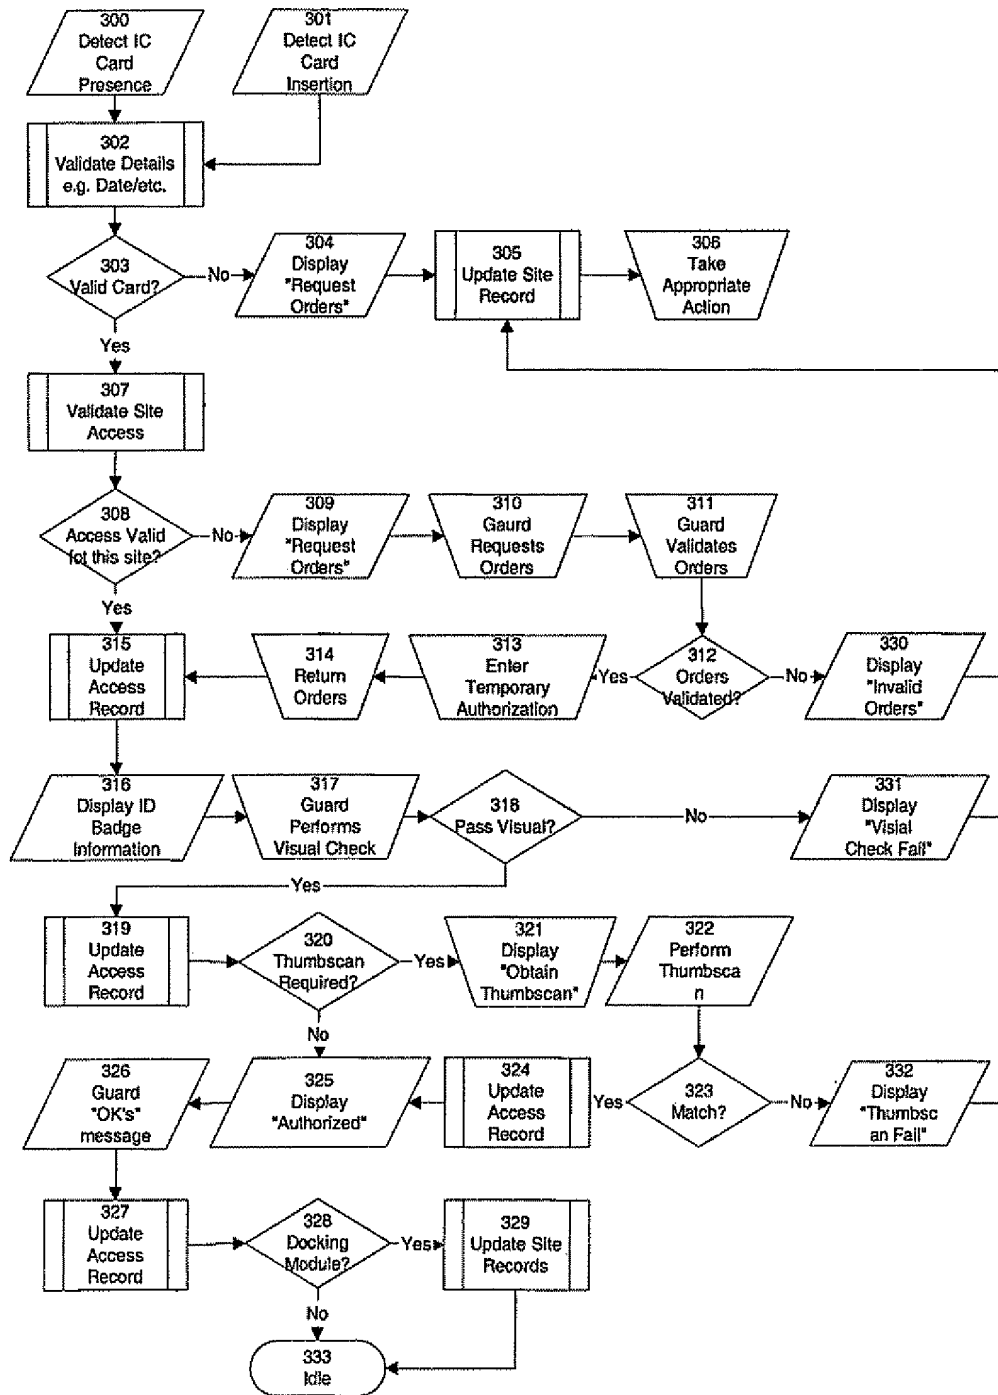 300
Detect IC
Card
Presence
301
Detect IC
Card
Insertion
302
Validate Details
e.g. Date/etc.
303
Valid Card?
No
304
Display
"Request
Orders"
305
Update Site
Record
306
Take
Appropriate
Action
Yes
307
Validate Site
Access
308
Access Valid
fot this site?
No
309
Display
"Request
Orders"
310
Gaurd
Requests
Orders
311
Guard
Validates
Orders
Yes
315
Update
Access
Record
314
Return
Orders
313
Enter
Temporary
Authorization
Yes
312
Orders
Validated?
No
330
Display
"Invalid
Orders"
316
Display ID
Badge
Information
317
Guard
Performs
Visual Check
318
Pass Visual?
No
331
Display
"Visial
Check Fail"
Yes
319
Update
Access
Record
320
Thumbscan
Required?
Yes
321
Display
"Obtain
Thumbscan"
322
Perform
Thumbsca
n
No
326
Guard
"OK's"
message
325
Display
"Authorized"
324
Update
Access
Record
Yes
323
Match?
No
332
Display
"Thumbsc
an Fail"
327
Update
Access
Record
328
Docking
Module?
Yes
329
Update Site
Records
No
333
Idle